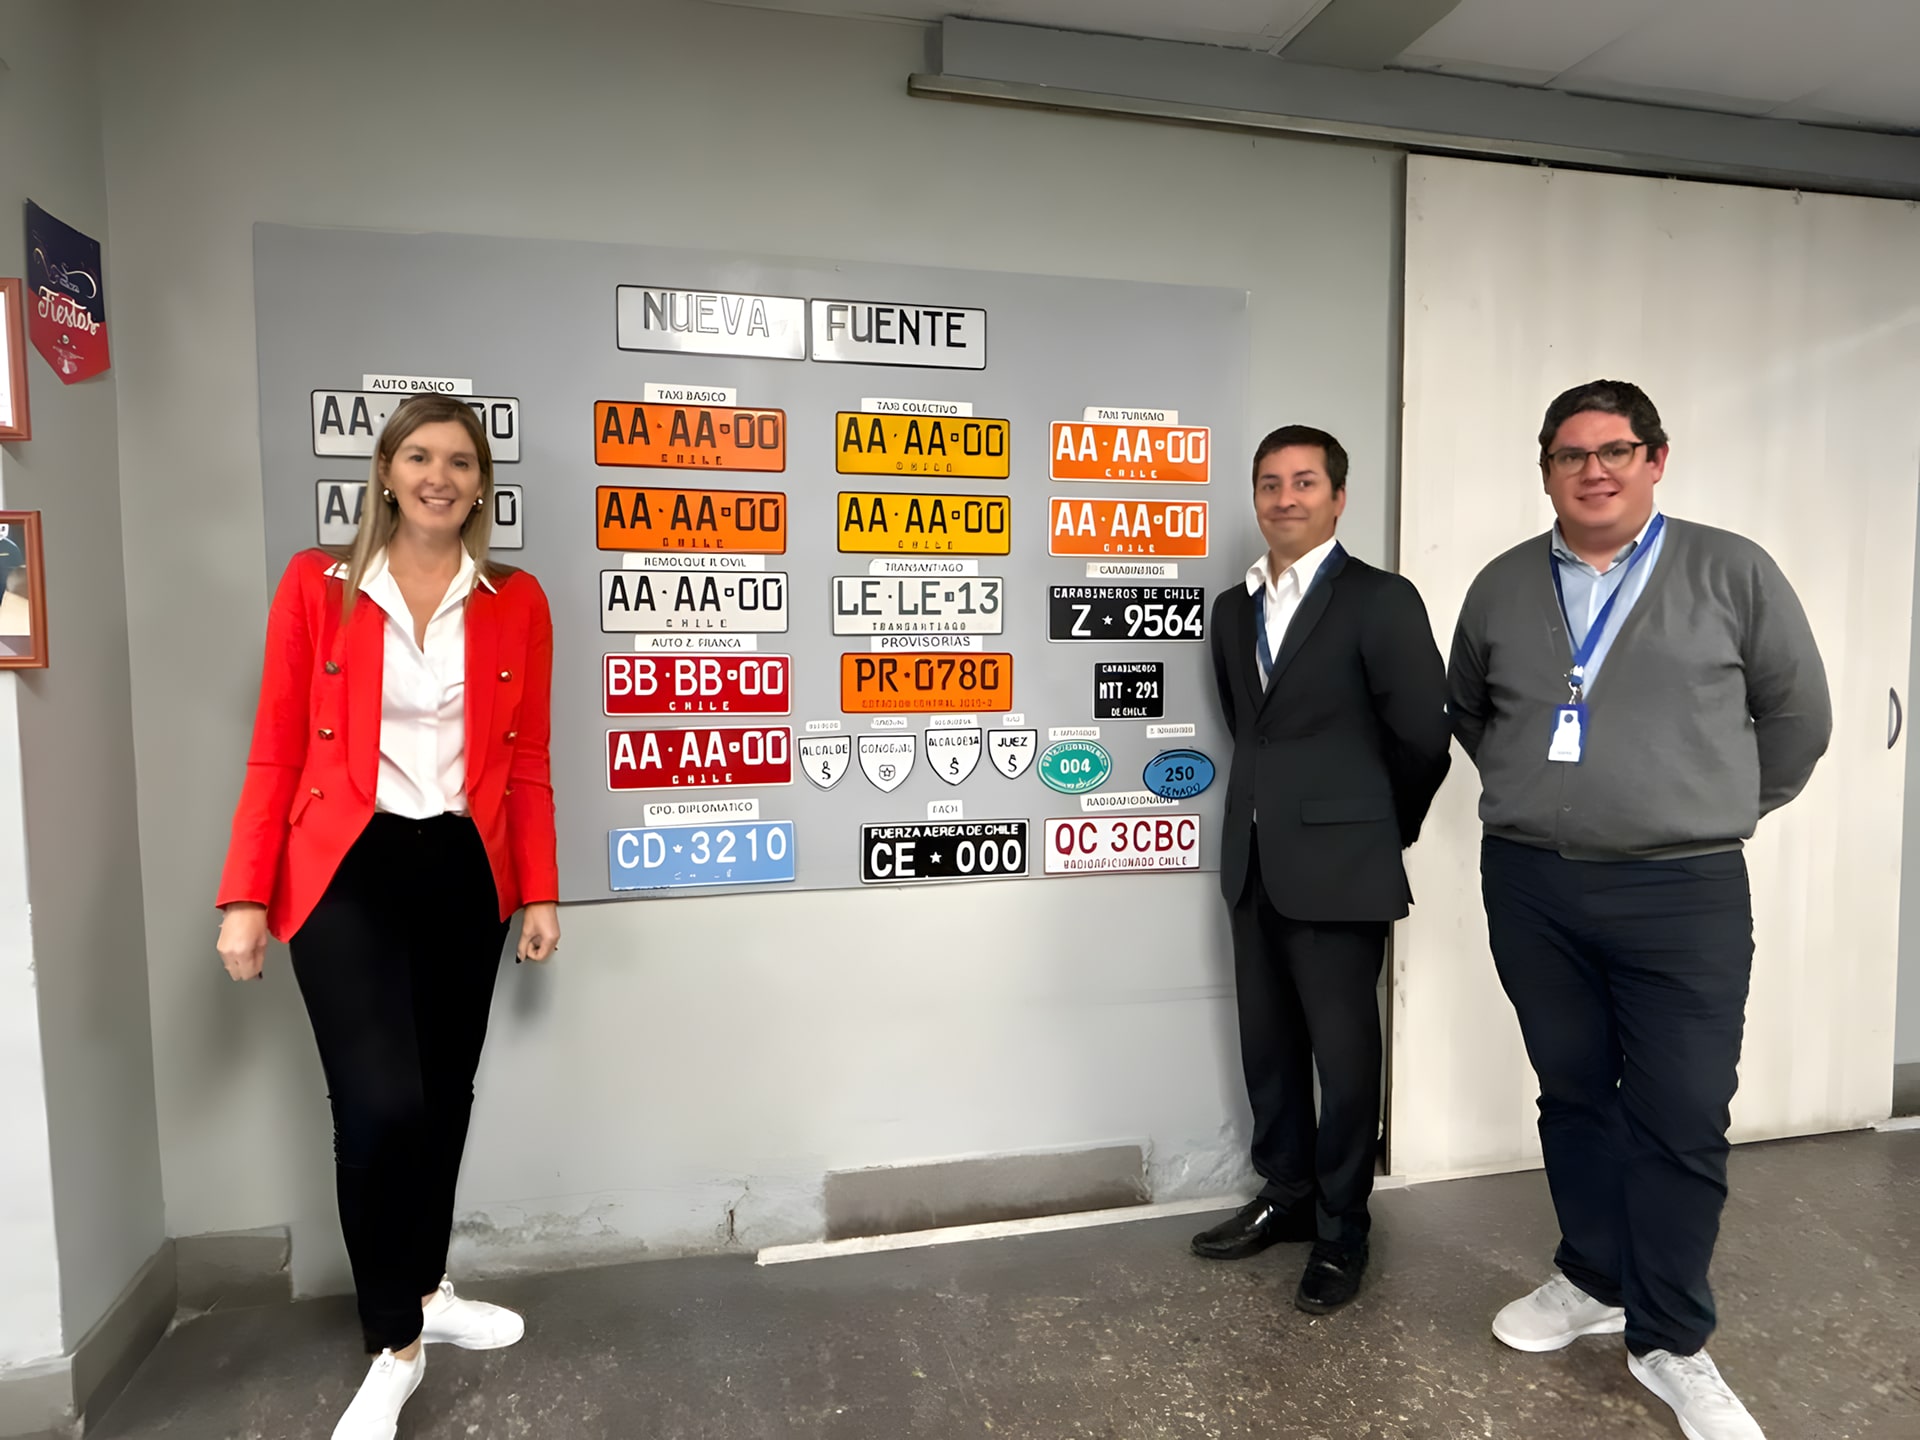 Fiestas
NUEVA FUENTE
AUTO BASICO
AA
00
AA
0
TAXI BASICO
AA·AA·00
CHILE
AA·AA·00
CHILE
TAXI COLECTIVO
AA·AA·00
AA·AA·00
TAXI TURISMO
AA·AA·00
CHILE
AA·AA·00
REMOLQUE
AA·AA·00
CHILE
TRANSANTIAGO
LE·LE·13
TRANSANTIAGO
CARABINEROS
CARABINEROS DE CHILE
Z★9564
AUTO Z. FRANCA
BB·BB·00
CHILE
AA·AA·00
CHILE
PROVISORIAS
PR·0780
CARABINEROS
MTT·291
DE CHILE
ALCALDE
ALCALDESA
JUEZ
004
250
SENADO
CPO. DIPLOMATICO
CD★3210
FACH
FUERZA AEREA DE CHILE
CE★000
RADIOAFICIONADO
QC 3CBC
RADIOAFICIONADO CHILE